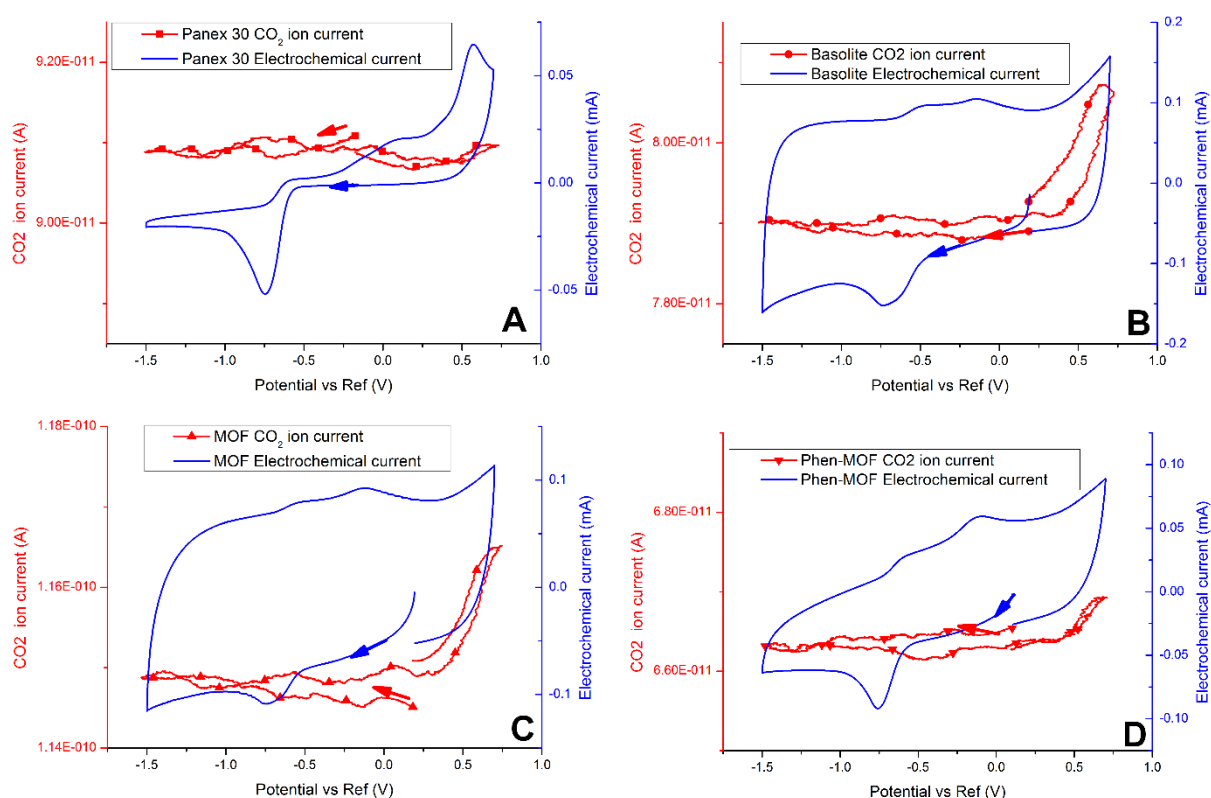 Panex 30 CO2 ion current
Panex 30 Electrochemical current
9.20E-011
9.00E-011
CO2 ion current (A)
0.05
0.00
-0.05
Electrochemical current (mA)
A
-1.5 -1.0 -0.5 0.0 0.5 1.0
Potential vs Ref (V)
Basolite CO2 ion current
Basolite Electrochemical current
8.00E-011
7.80E-011
CO2 ion current (A)
0.2
0.1
0.0
-0.1
-0.2
Electrochemical current (mA)
B
-1.5 -1.0 -0.5 0.0 0.5 1.0
Potential vs Ref (V)
MOF CO2 ion current
MOF Electrochemical current
1.18E-010
1.16E-010
1.14E-010
CO2 ion current (A)
0.1
0.0
-0.1
Electrochemical current (mA)
C
-1.5 -1.0 -0.5 0.0 0.5 1.0
Potential vs Ref (V)
Phen-MOF CO2 ion current
Phen-MOF Electrochemical current
6.80E-011
6.60E-011
CO2 ion current (A)
0.10
0.05
0.00
-0.05
-0.10
Electrochemical current (mA)
D
-1.5 -1.0 -0.5 0.0 0.5 1.0
Potential vs Ref (V)